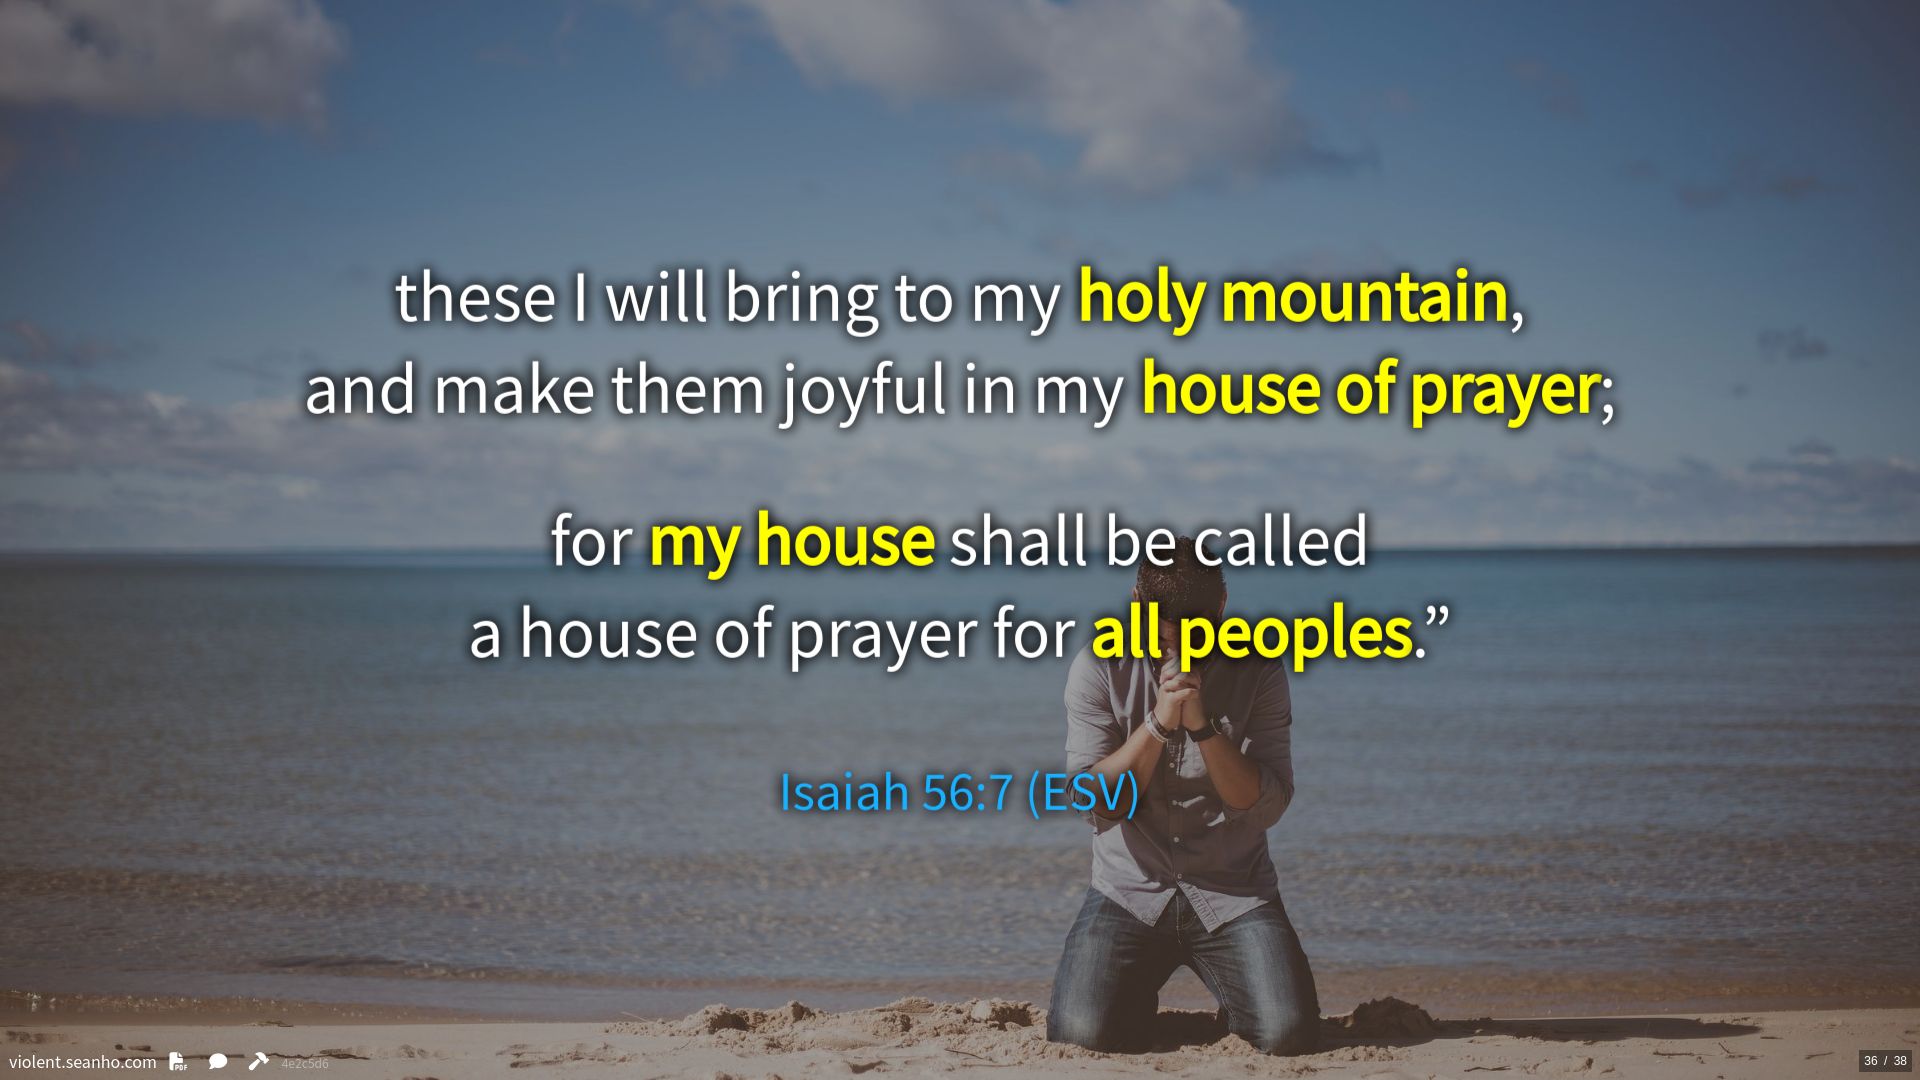 these I will bring to my holy mountain,
and make them joyful in my house of prayer;
for my house shall be called
a house of prayer for all peoples.”
Isaiah 56:7 (ESV)
violent.seanho.com PDF 4e2c5d6
36 / 38